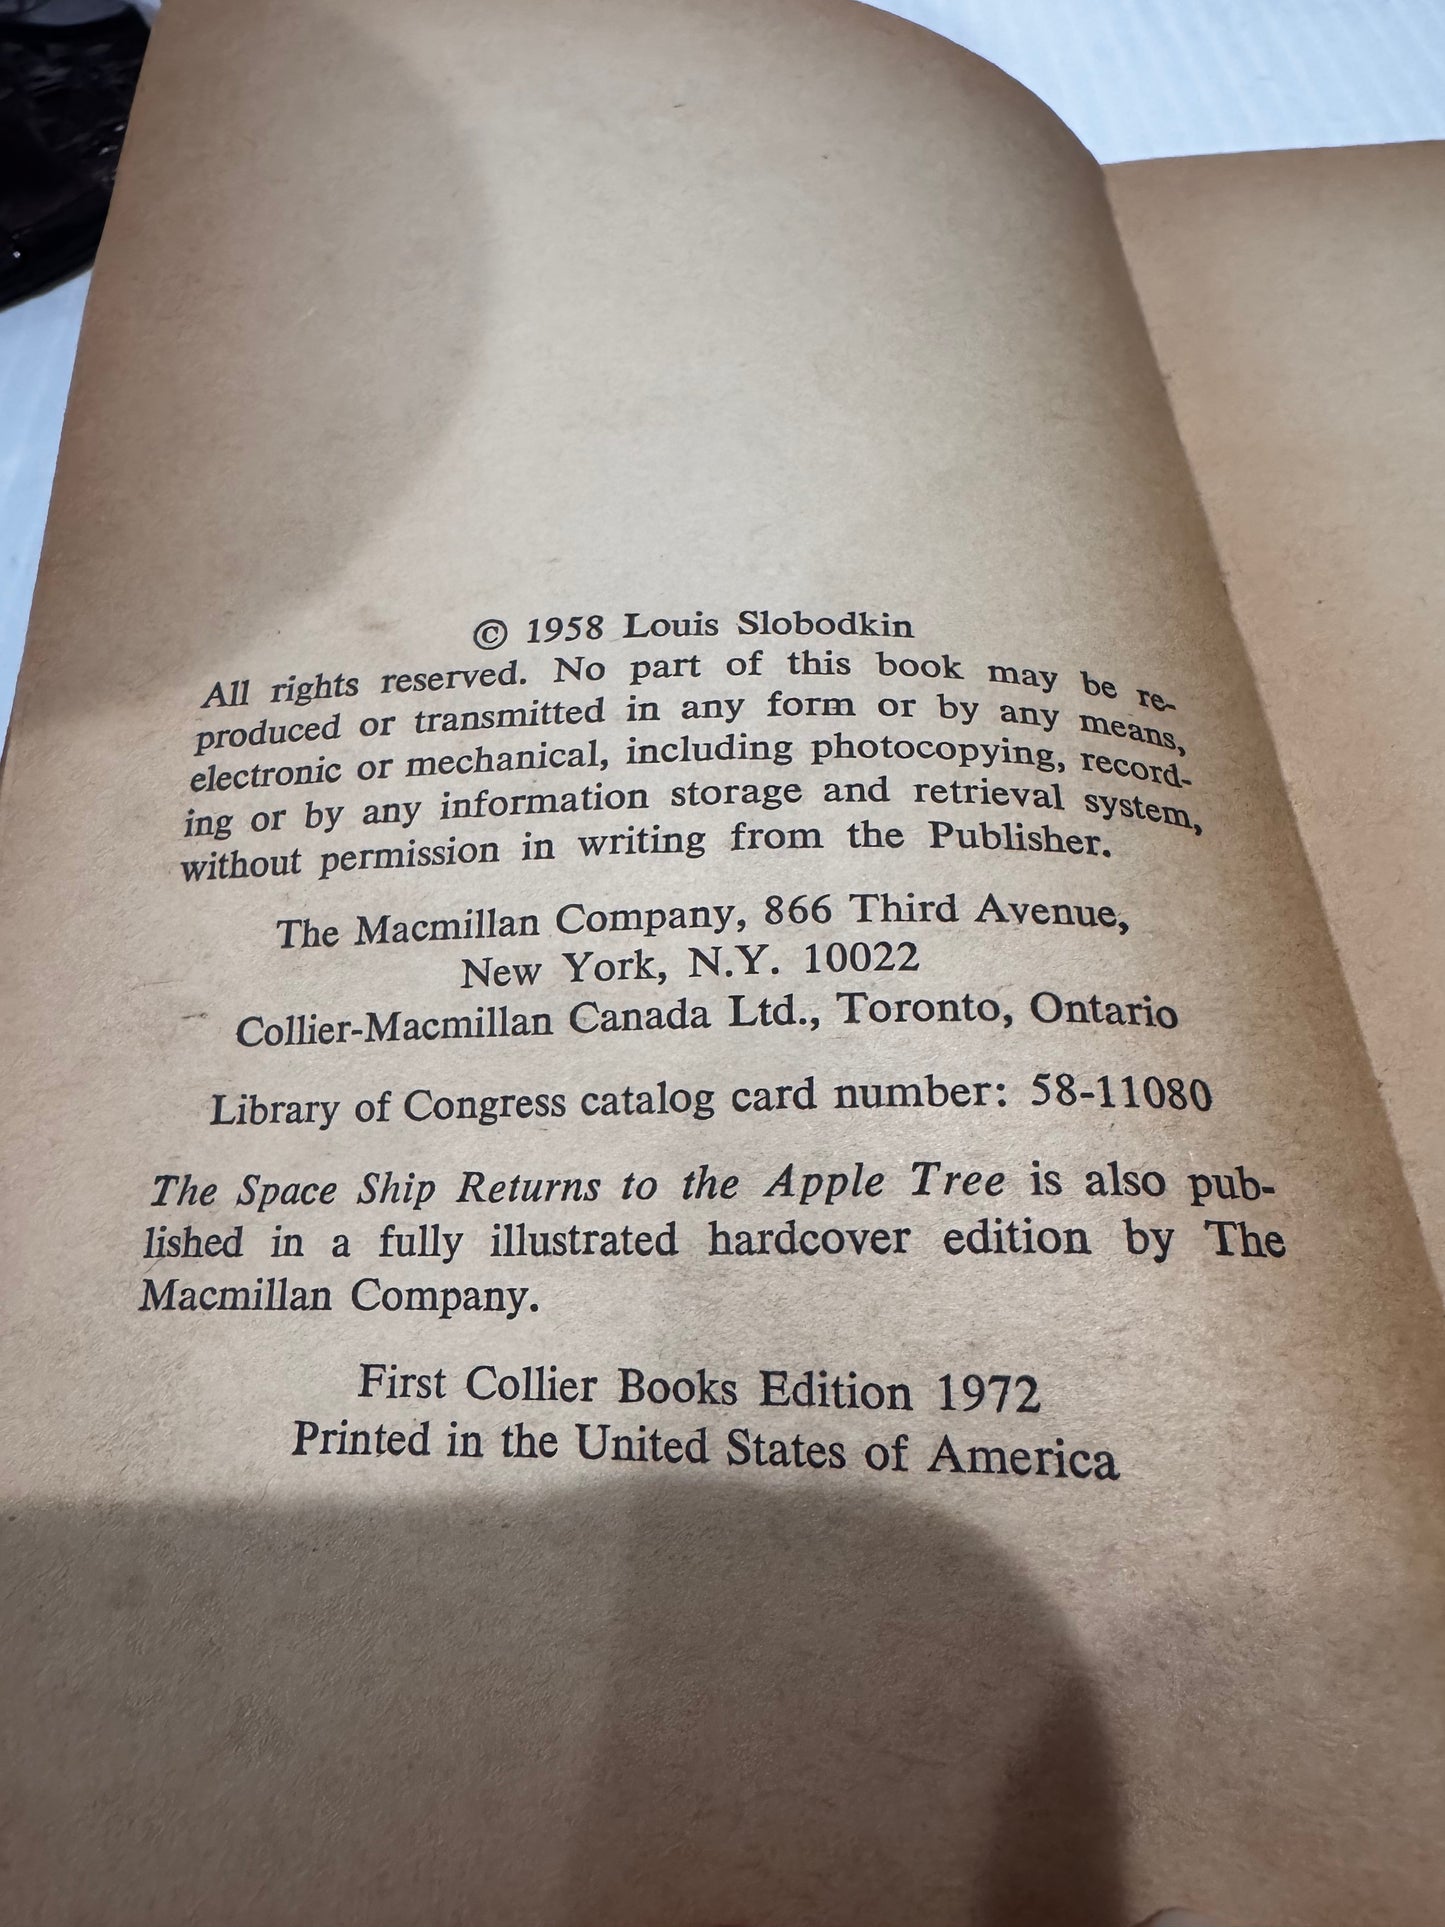 © 1958 Louis Slobodkin
All rights reserved. No part of this book may be re-
produced or transmitted in any form or by any means,
electronic or mechanical, including photocopying, record-
ing or by any information storage and retrieval system,
without permission in writing from the Publisher.
The Macmillan Company, 866 Third Avenue,
New York, N.Y. 10022
Collier-Macmillan Canada Ltd., Toronto, Ontario
Library of Congress catalog card number: 58-11080
The Space Ship Returns to the Apple Tree is also pub-
lished in a fully illustrated hardcover edition by The
Macmillan Company.
First Collier Books Edition 1972
Printed in the United States of America